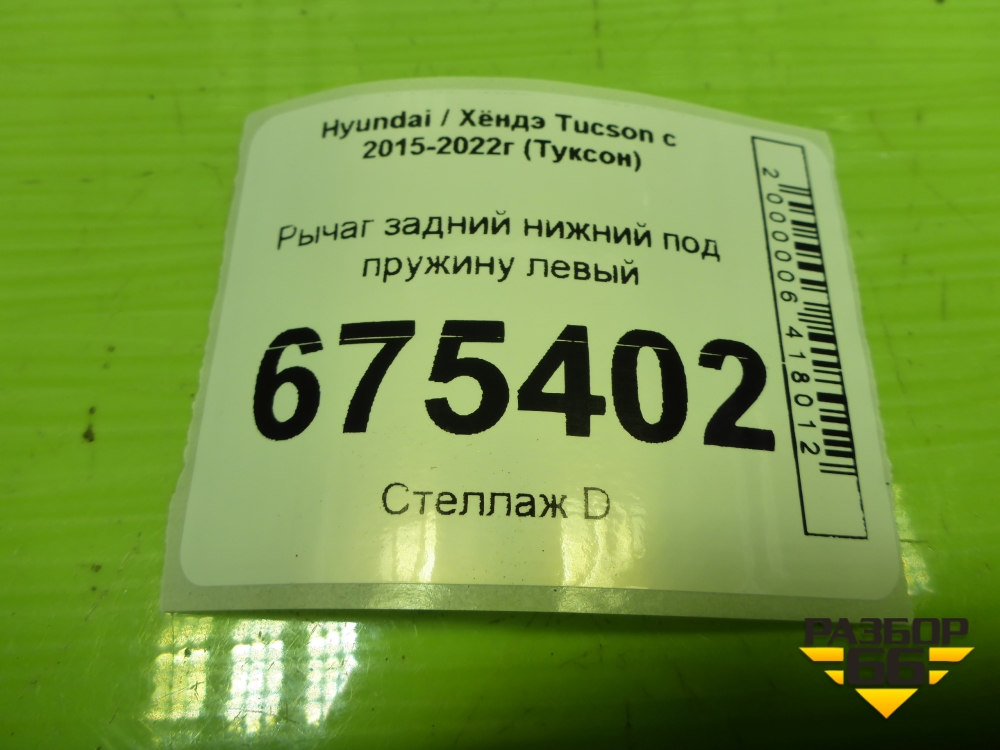 Hyundai / Хёндэ Tucson с
2015-2022г (Туксон)
Рычаг задний нижний под
пружину левый
675402
Стеллаж D
2000006418012
РАЗБОР
66